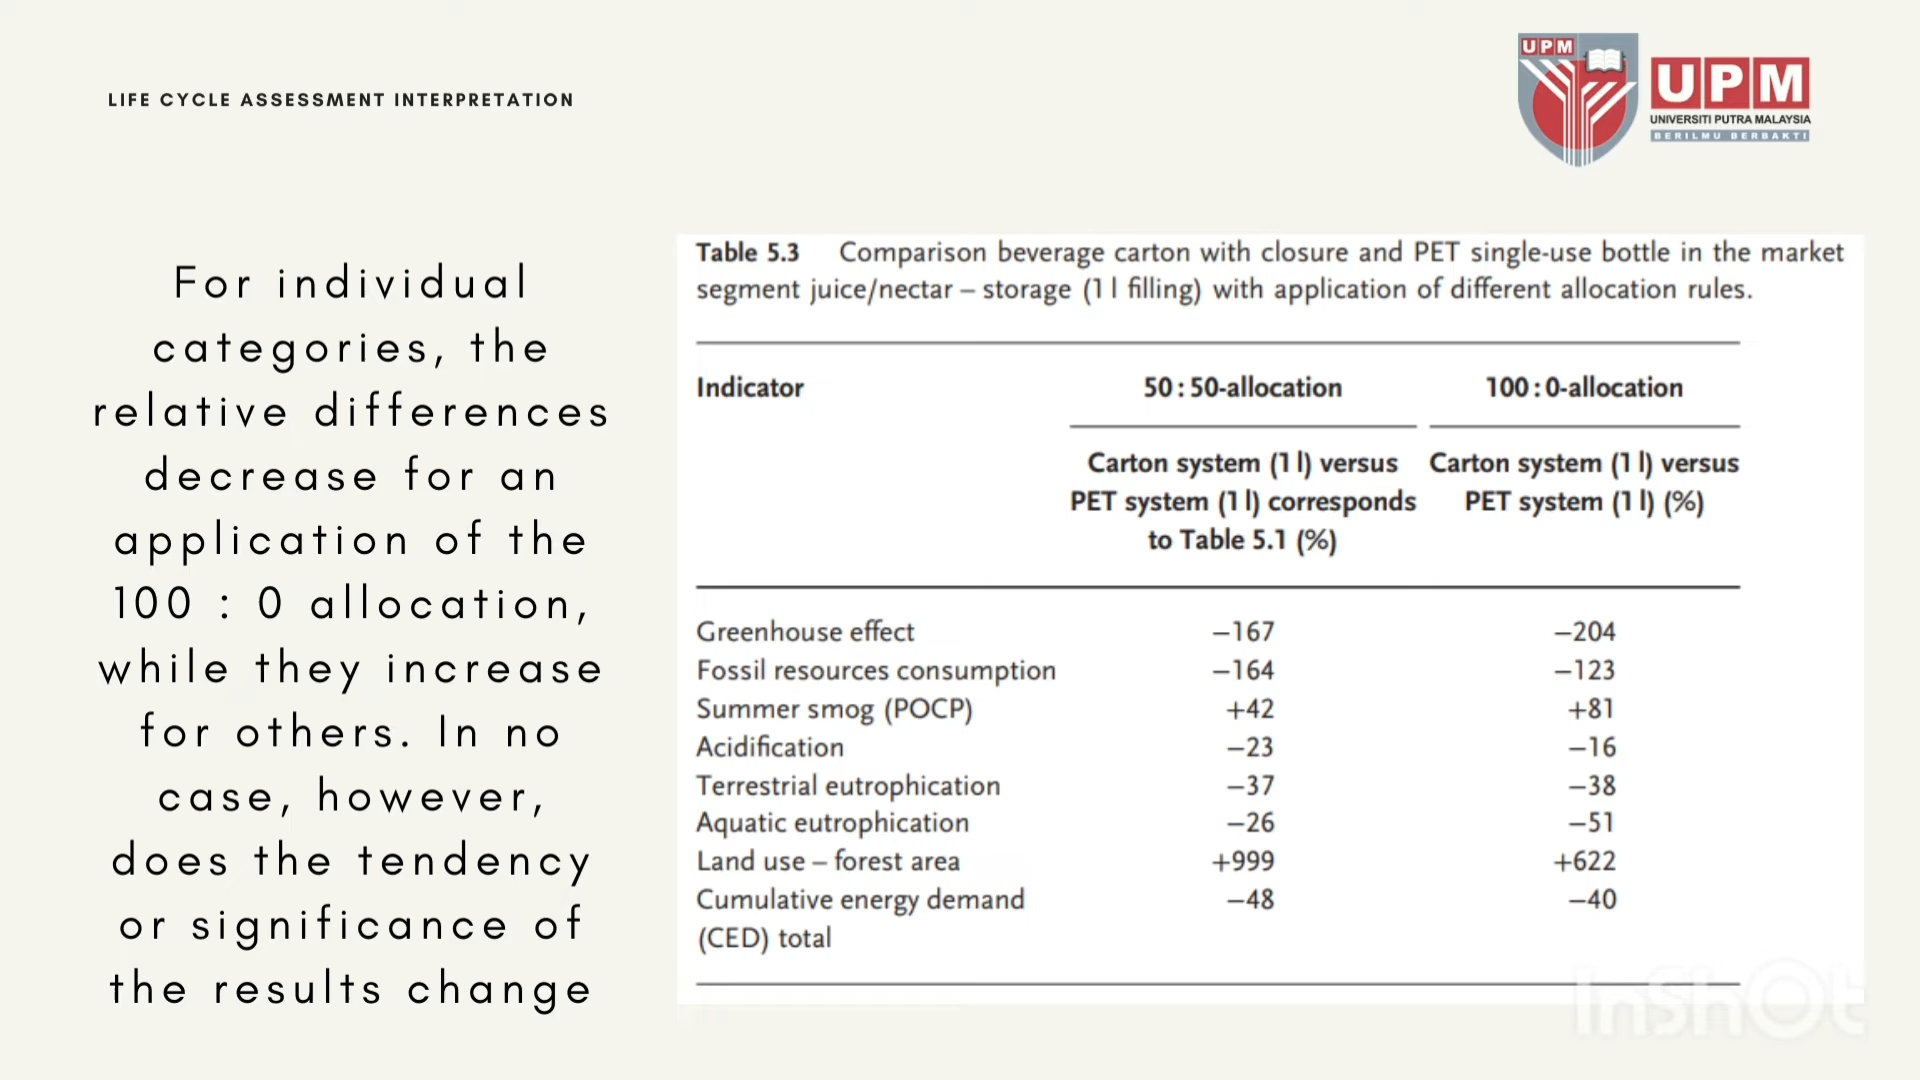 LIFE CYCLE ASSESSMENT INTERPRETATION
UPM
UPM
UNIVERSITI PUTRA MALAYSIA
BERILMU BERBAKTI
For individual
categories, the
relative differences
decrease for an
application of the
100 : 0 allocation,
while they increase
for others. In no
case, however,
does the tendency
or significance of
the results change
Table 5.3 Comparison beverage carton with closure and PET single-use bottle in the market
segment juice/nectar – storage (1 l filling) with application of different allocation rules.
Indicator 50 : 50-allocation 100 : 0-allocation
Carton system (1 l) versus Carton system (1 l) versus
PET system (1 l) corresponds PET system (1 l) (%)
to Table 5.1 (%)
Greenhouse effect −167 −204
Fossil resources consumption −164 −123
Summer smog (POCP) +42 +81
Acidification −23 −16
Terrestrial eutrophication −37 −38
Aquatic eutrophication −26 −51
Land use – forest area +999 +622
Cumulative energy demand −48 −40
(CED) total
InShOt